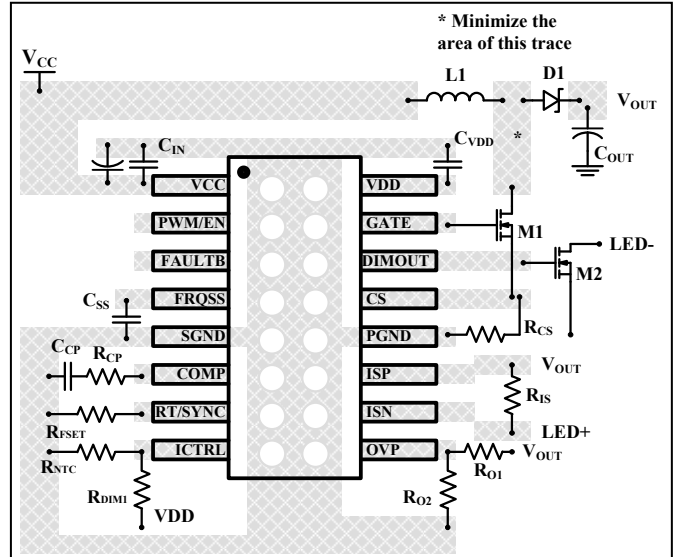 * Minimize the
area of this trace
VCC
L1
D1
VOUT
COUT
CIN
CVDD
*
VCC
VDD
PWM/EN
GATE
M1
FAULTB
DIMOUT
LED-
M2
CSS
FRQSS
CS
SGND
PGND
RCS
CCP
RCP
COMP
ISP
VOUT
RIS
RFSET
RT/SYNC
ISN
LED+
RNTC
ICTRL
OVP
RO1
VOUT
RDIM1
RO2
VDD